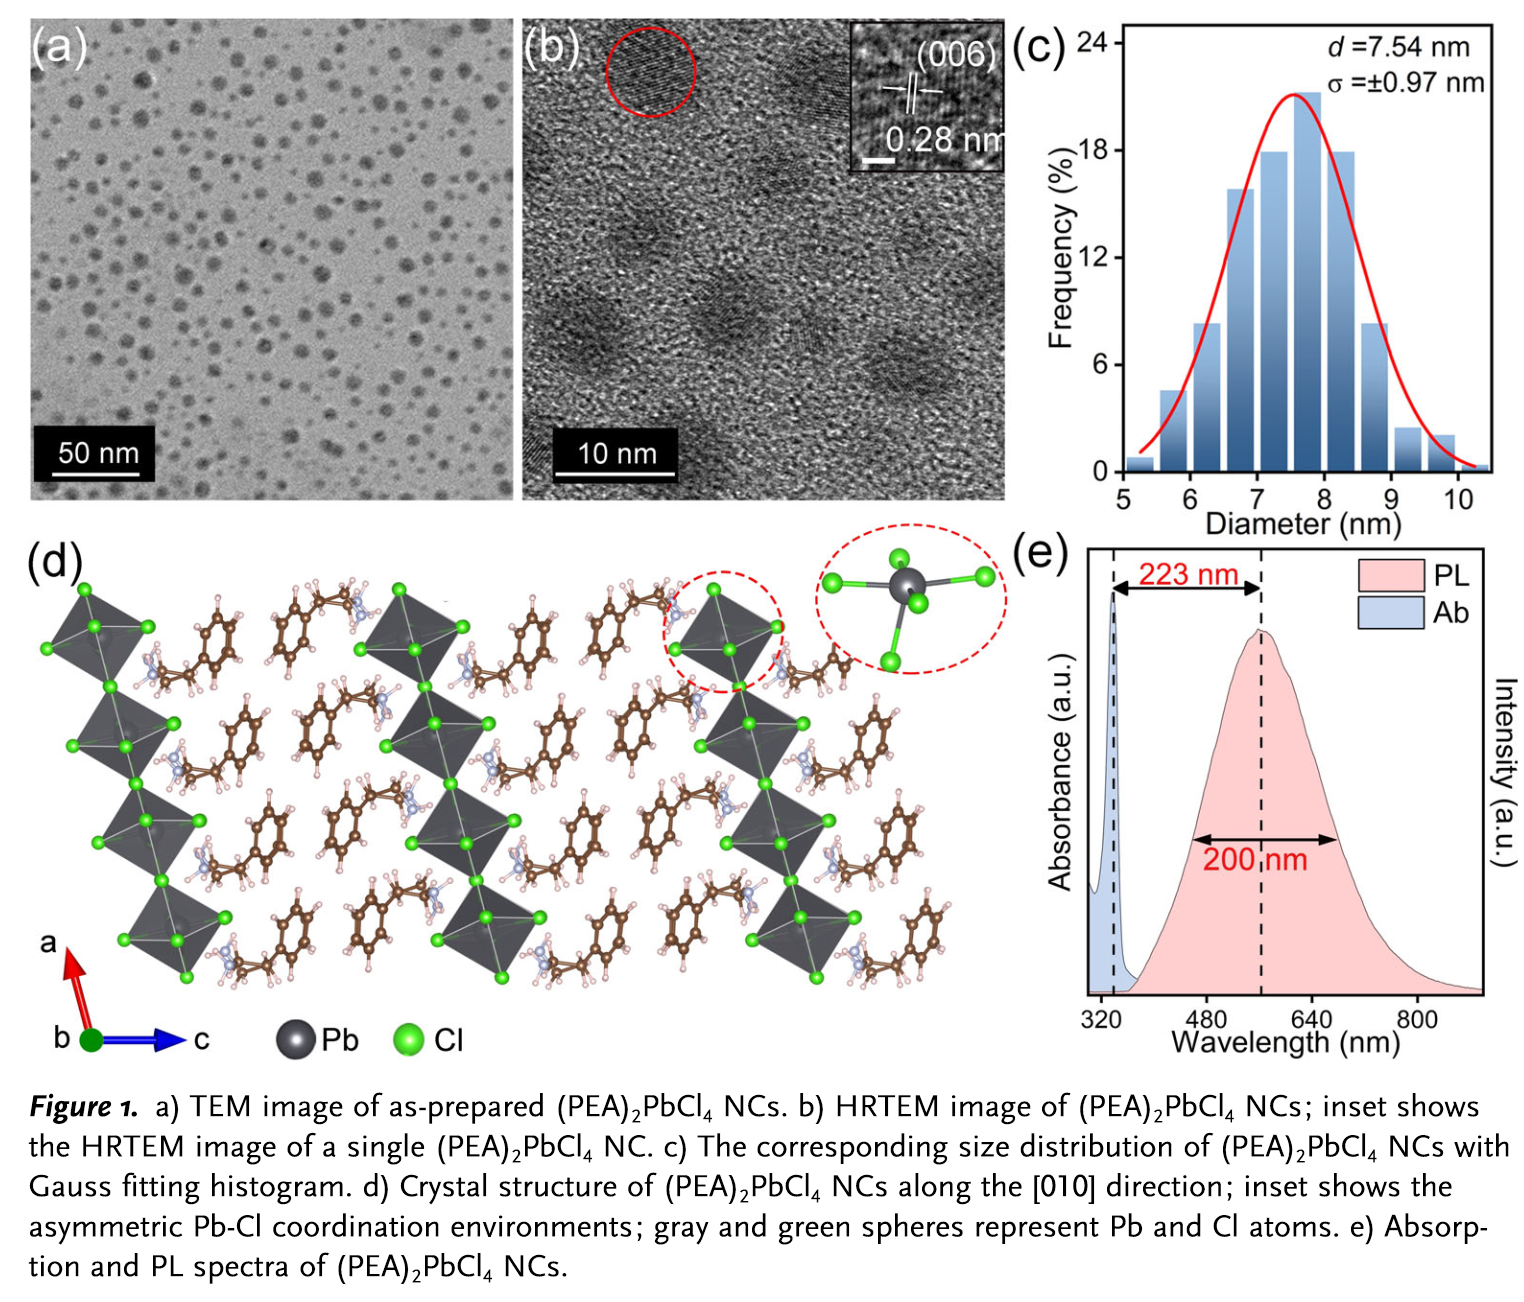 (a)
50 nm
(b)
(006)
0.28 nm
10 nm
(c)
d =7.54 nm
σ =±0.97 nm
Frequency (%)
24
18
12
6
0
5 6 7 8 9 10
Diameter (nm)
(d)
a
b
c
Pb
Cl
(e)
223 nm
PL
Ab
200 nm
Absorbance (a.u.)
Intensity (a.u.)
320 480 640 800
Wavelength (nm)
Figure 1. a) TEM image of as-prepared (PEA)₂PbCl₄ NCs. b) HRTEM image of (PEA)₂PbCl₄ NCs; inset shows
the HRTEM image of a single (PEA)₂PbCl₄ NC. c) The corresponding size distribution of (PEA)₂PbCl₄ NCs with
Gauss fitting histogram. d) Crystal structure of (PEA)₂PbCl₄ NCs along the [010] direction; inset shows the
asymmetric Pb-Cl coordination environments; gray and green spheres represent Pb and Cl atoms. e) Absorp-
tion and PL spectra of (PEA)₂PbCl₄ NCs.